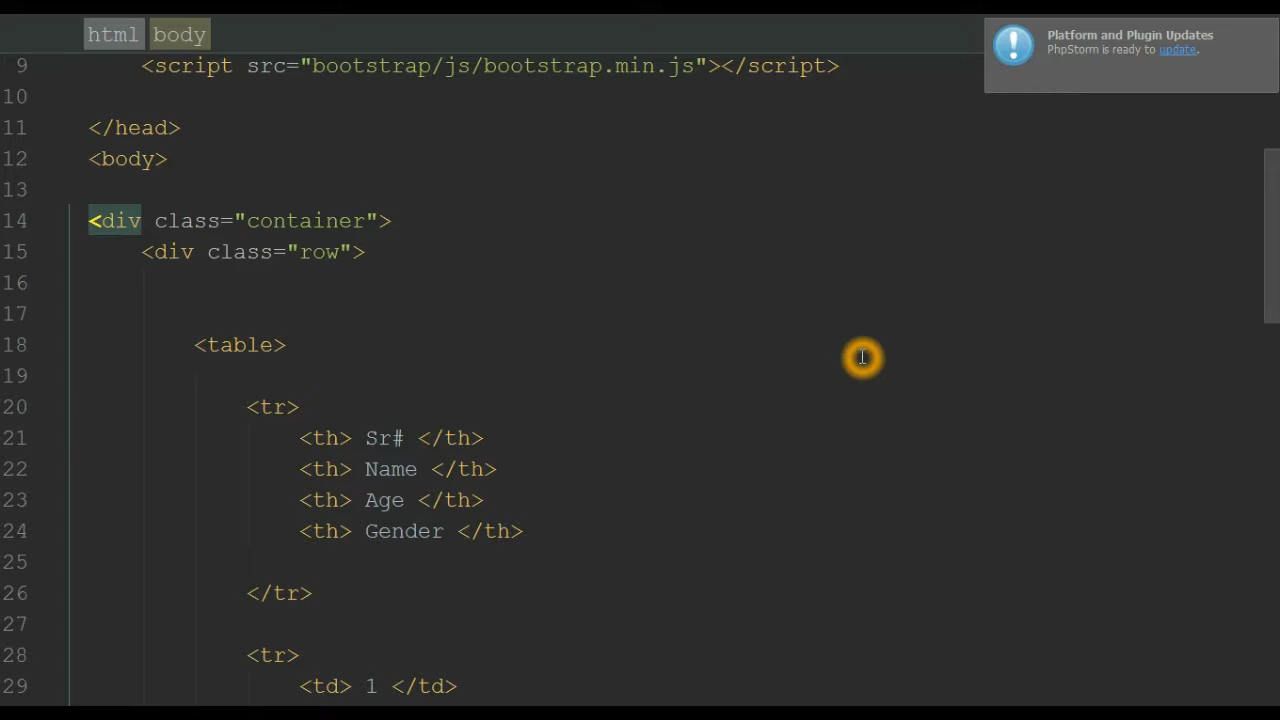 html body
Platform and Plugin Updates
PhpStorm is ready to update.
9 <script src="bootstrap/js/bootstrap.min.js"></script>
10
11 </head>
12 <body>
13
14 <div class="container">
15 <div class="row">
16
17
18 <table>
19
20 <tr>
21 <th> Sr# </th>
22 <th> Name </th>
23 <th> Age </th>
24 <th> Gender </th>
25
26 </tr>
27
28 <tr>
29 <td> 1 </td>